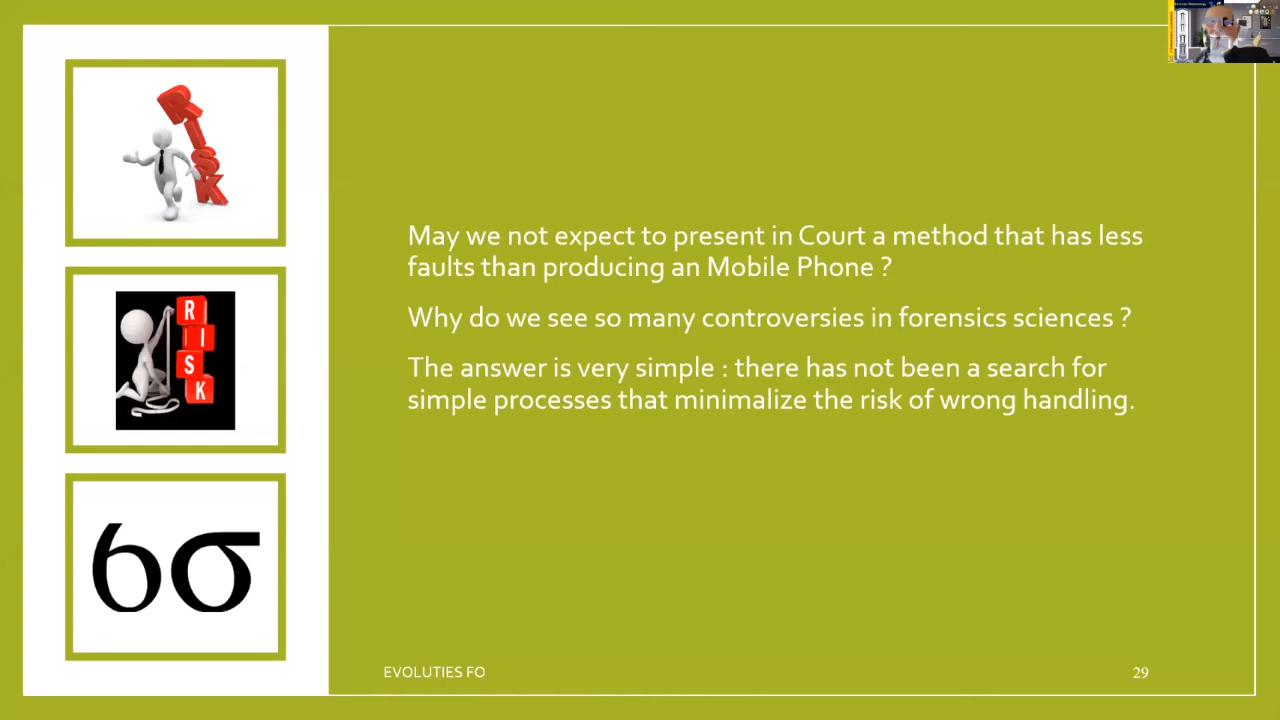 RISK
RISK
6σ
May we not expect to present in Court a method that has less
faults than producing an Mobile Phone ?
Why do we see so many controversies in forensics sciences ?
The answer is very simple : there has not been a search for
simple processes that minimalize the risk of wrong handling.
EVOLUTIES FO
29